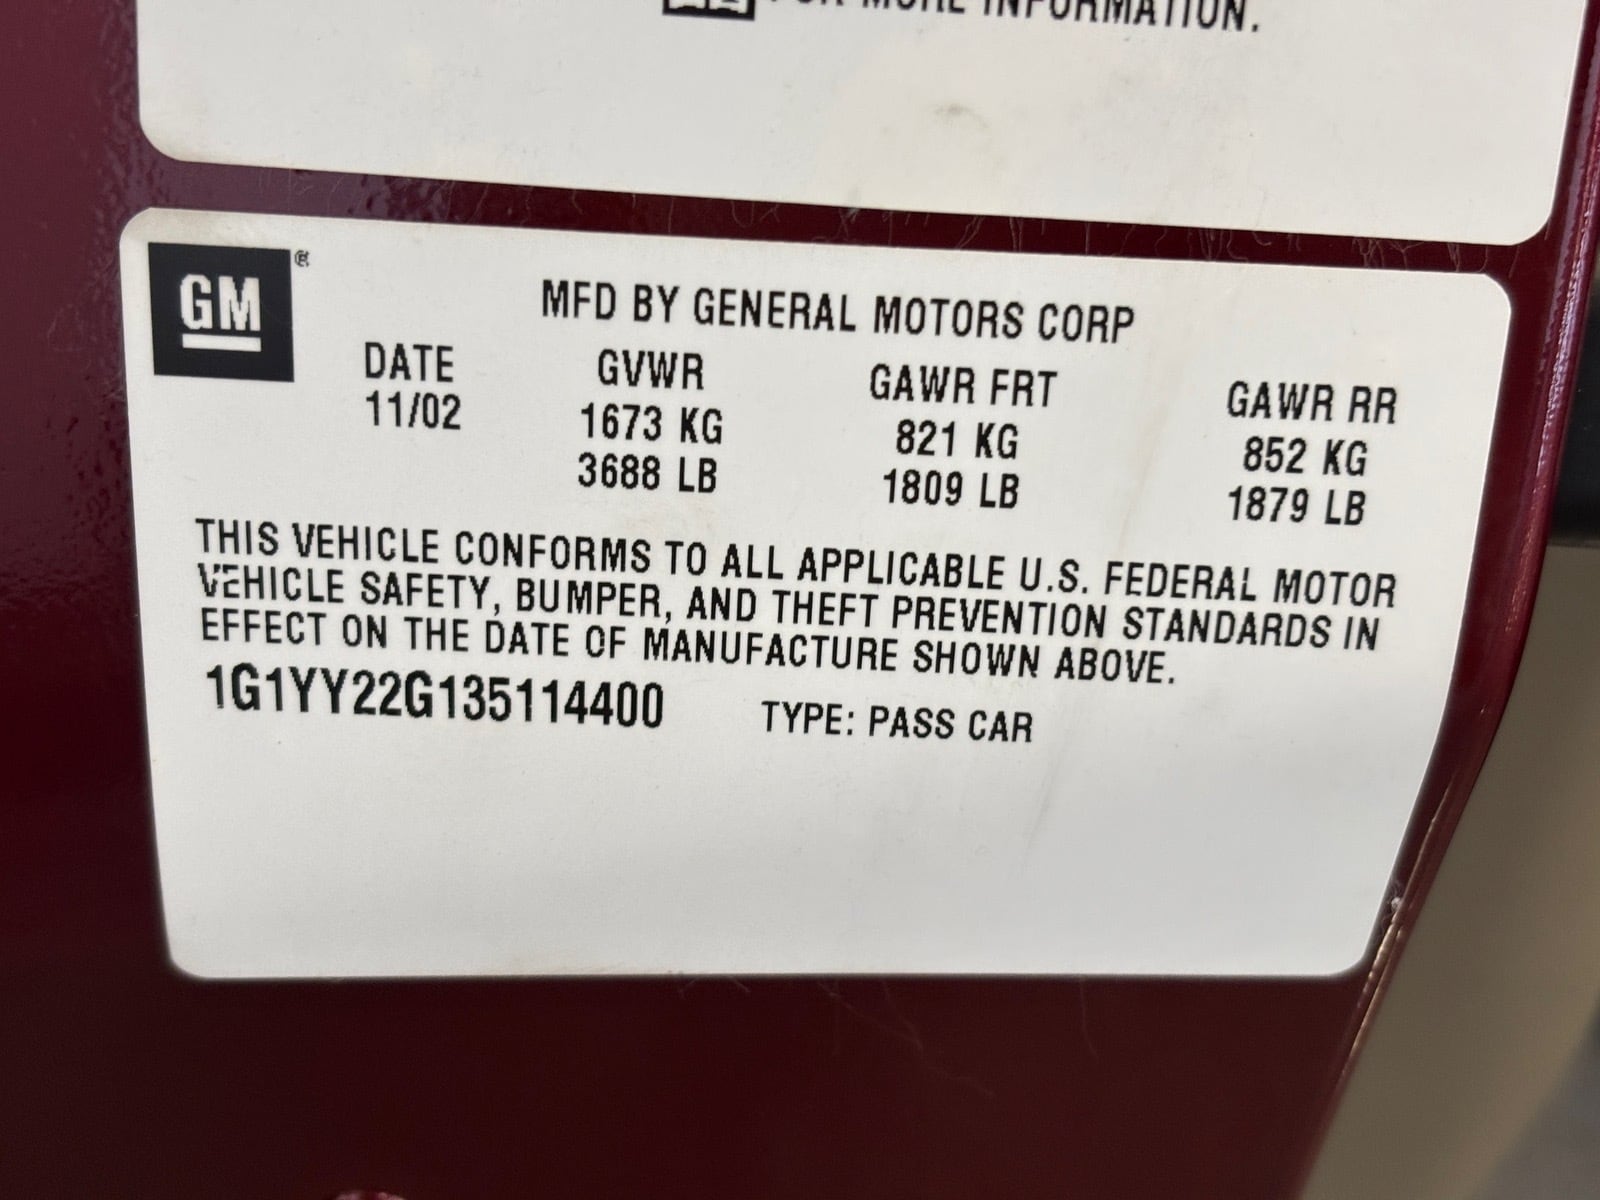 FOR MORE INFORMATION.
GM®
MFD BY GENERAL MOTORS CORP
DATE GVWR GAWR FRT GAWR RR
11/02 1673 KG 821 KG 852 KG
3688 LB 1809 LB 1879 LB
THIS VEHICLE CONFORMS TO ALL APPLICABLE U.S. FEDERAL MOTOR
VEHICLE SAFETY, BUMPER, AND THEFT PREVENTION STANDARDS IN
EFFECT ON THE DATE OF MANUFACTURE SHOWN ABOVE.
1G1YY22G135114400 TYPE: PASS CAR